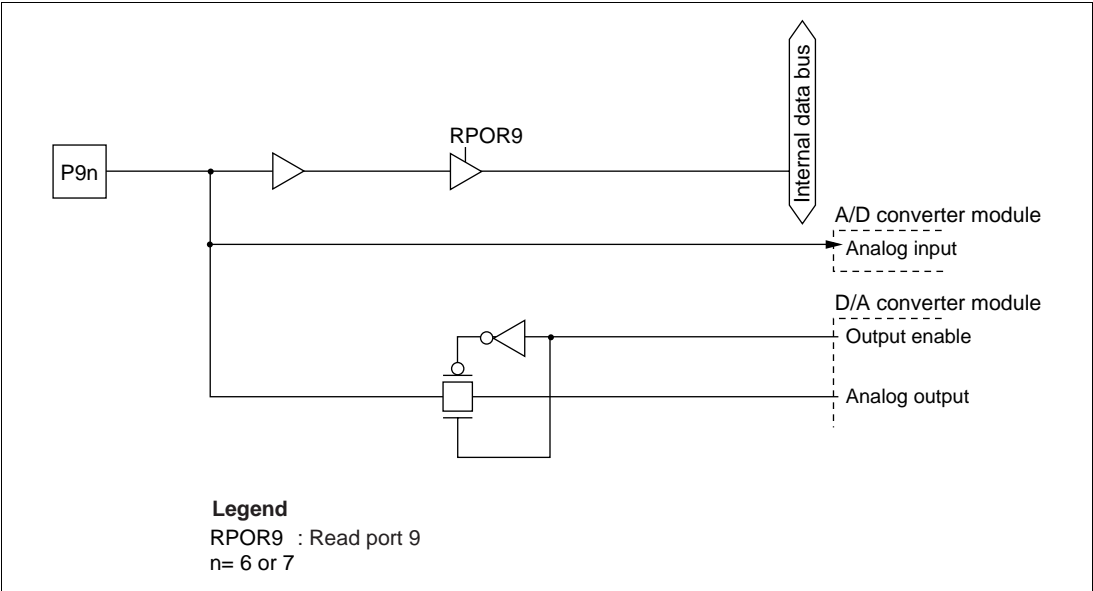 RPOR9
P9n
Internal data bus
A/D converter module
Analog input
D/A converter module
Output enable
Analog output
Legend
RPOR9 : Read port 9
n= 6 or 7